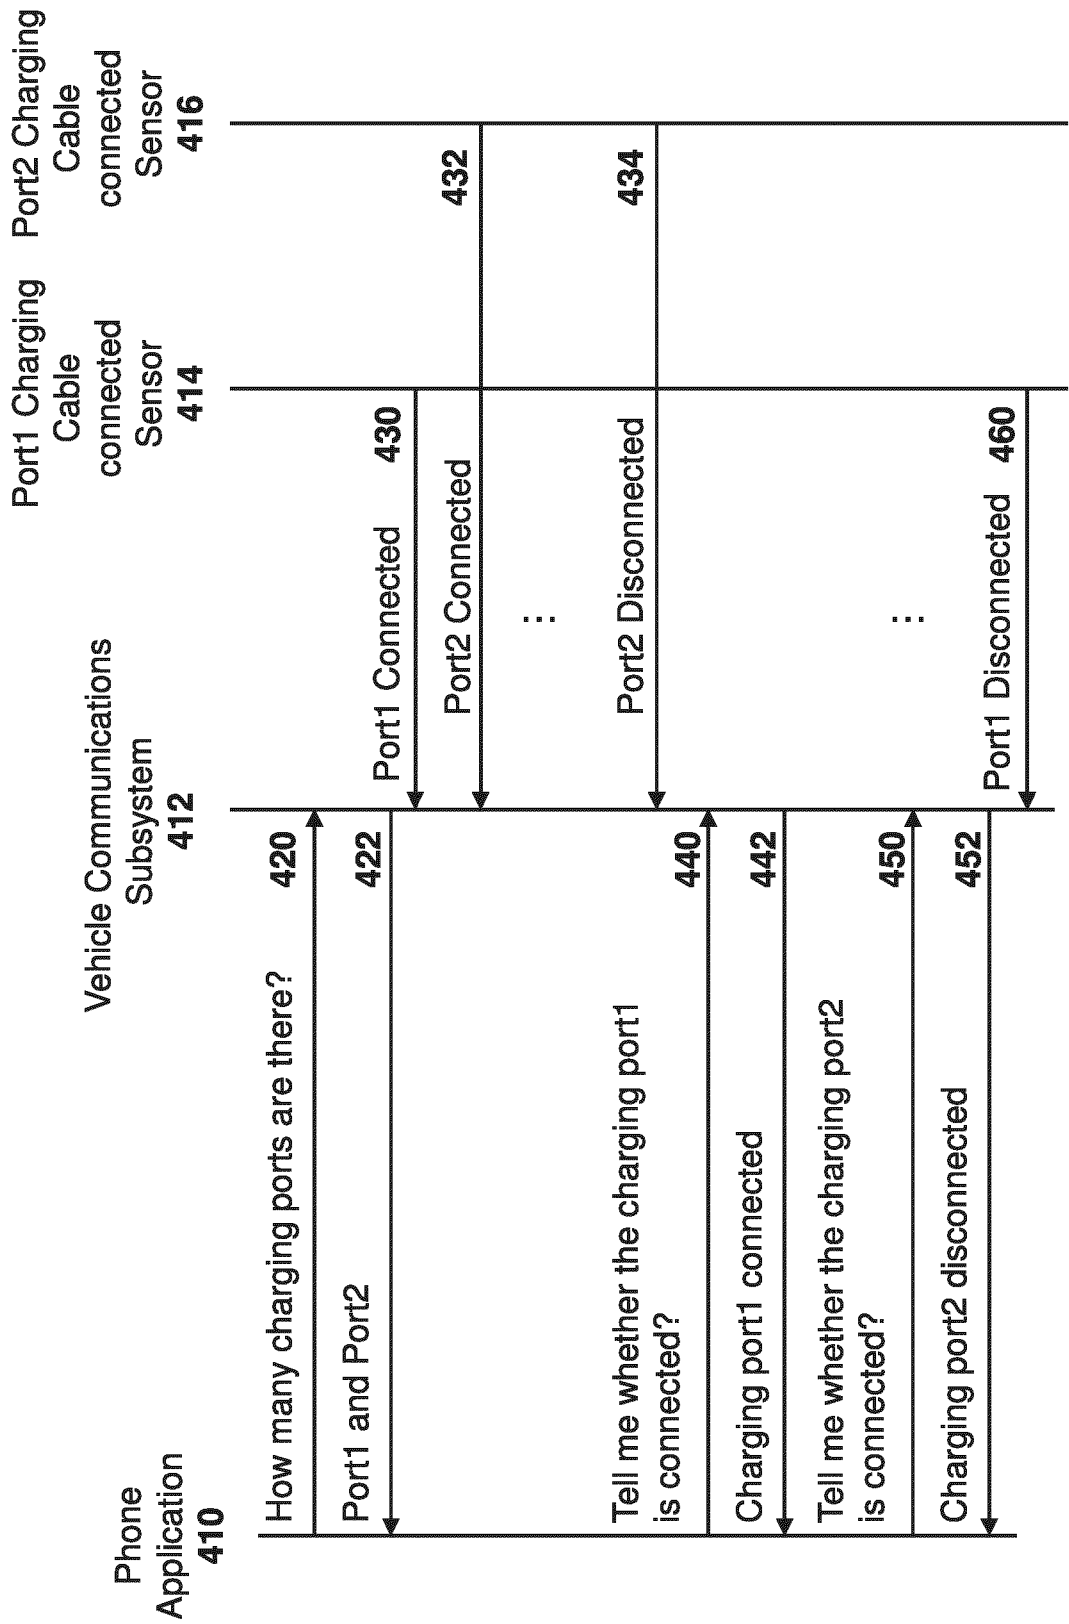 Phone
Application
410
Vehicle Communications
Subsystem
412
Port1 Charging
Cable
connected
Sensor
414
Port2 Charging
Cable
connected
Sensor
416
How many charging ports are there?
420
Port1 and Port2
422
Port1 Connected
430
Port2 Connected
432
...
Port2 Disconnected
434
Tell me whether the charging port1
is connected?
440
Charging port1 connected
442
Tell me whether the charging port2
is connected?
450
...
Charging port2 disconnected
452
Port1 Disconnected
460